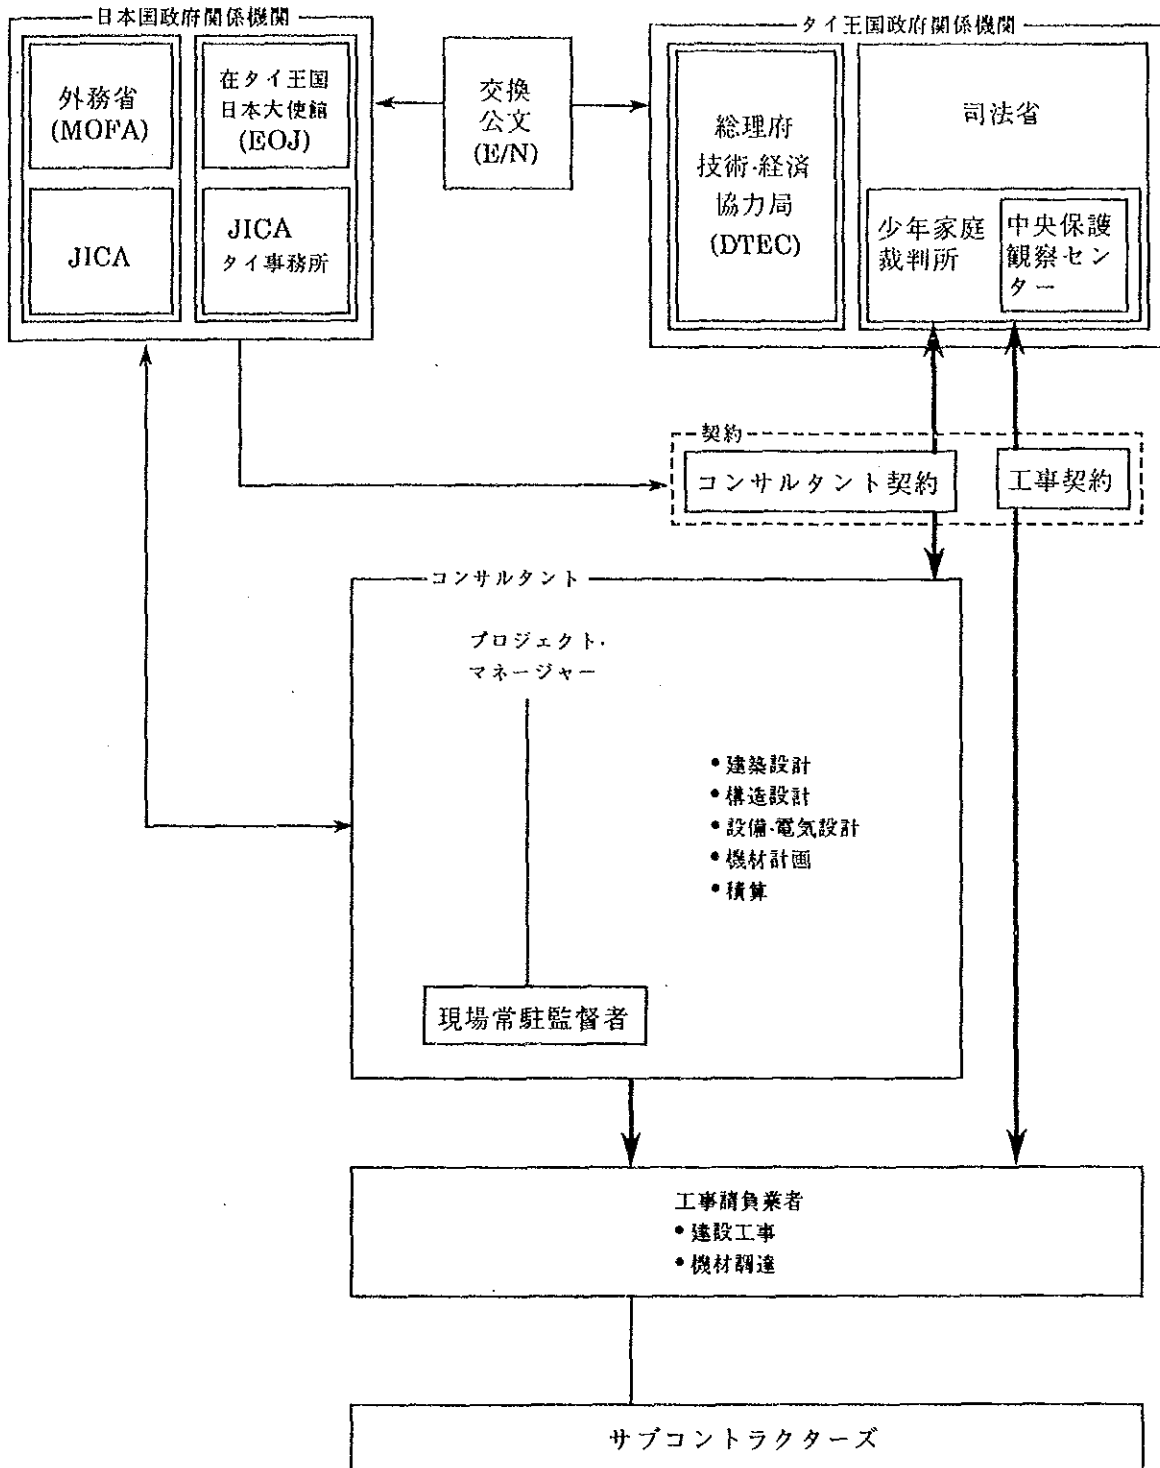 日本国政府関係機関
外務省
(MOFA)
在タイ王国
日本大使館
(EOJ)
JICA
JICA
タイ事務所
交換
公文
(E/N)
タイ王国政府関係機関
総理府
技術·経済
協力局
(DTEC)
司法省
少年家庭
裁判所
中央保護
観察セン
ター
契約
コンサルタント契約
工事契約
コンサルタント
プロジェクト·
マネージャー
•建築設計
•構造設計
•設備·電気設計
•機材計画
•積算
現場常駐監督者
工事請負業者
•建設工事
•機材調達
サブコントラクターズ